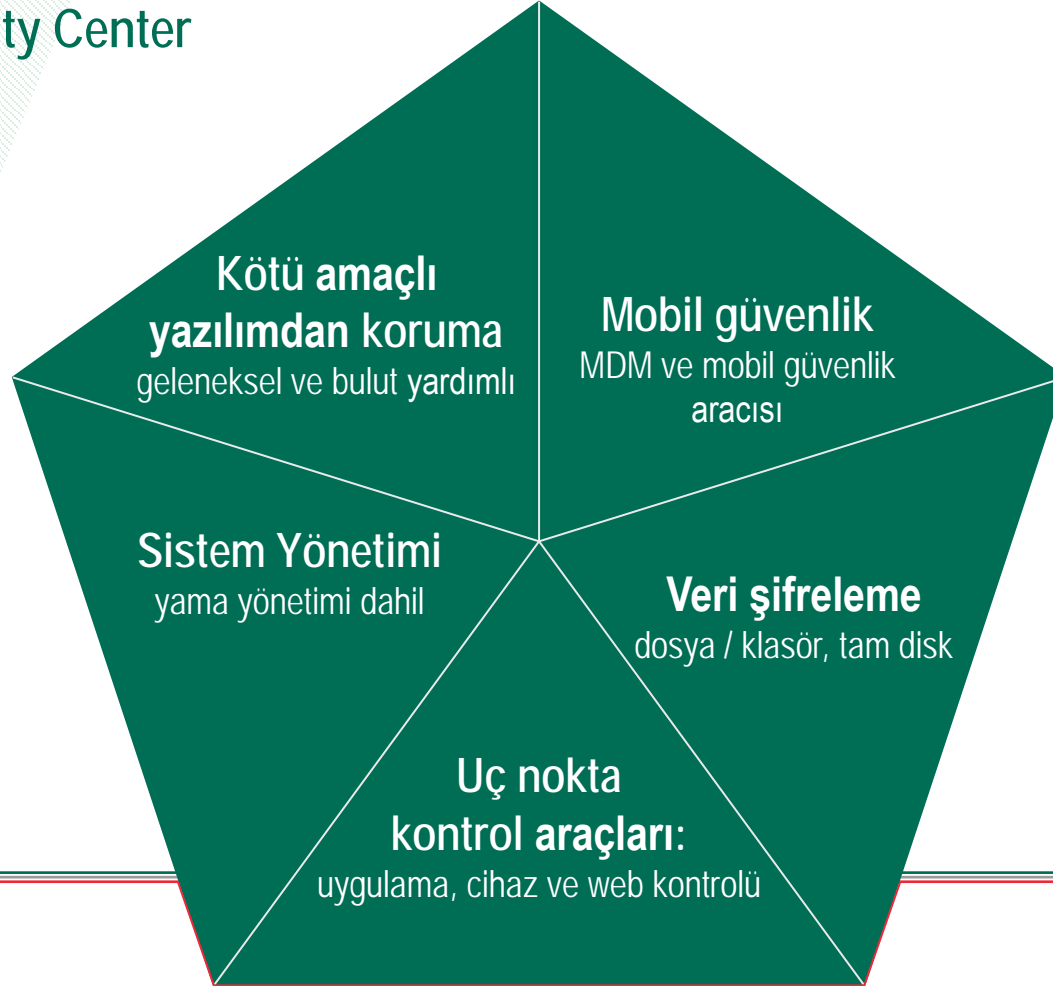 ty Center
Kötü amaçlı
yazılımdan koruma
geleneksel ve bulut yardımlı
Mobil güvenlik
MDM ve mobil güvenlik
aracısı
Sistem Yönetimi
yama yönetimi dahil
Veri şifreleme
dosya / klasör, tam disk
Uç nokta
kontrol araçları:
uygulama, cihaz ve web kontrolü